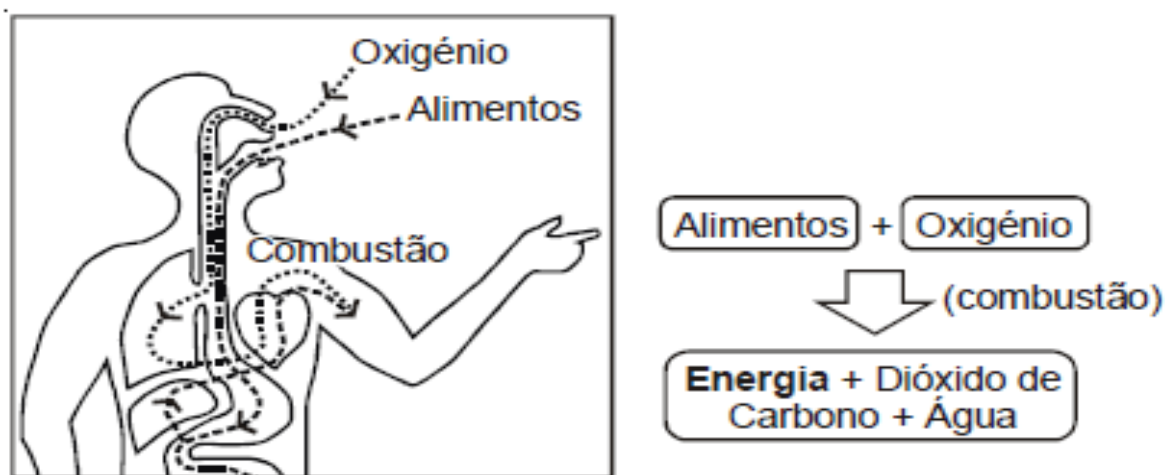 Oxigénio
Alimentos
Combustão
Alimentos + Oxigénio
(combustão)
Energia + Dióxido de
Carbono + Água